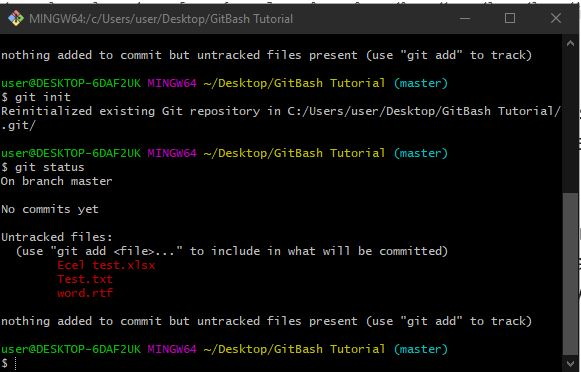 MINGW64:/c/Users/user/Desktop/GitBash Tutorial
nothing added to commit but untracked files present (use "git add" to track)
user@DESKTOP-6DAF2UK MINGW64 ~/Desktop/GitBash Tutorial (master)
$ git init
Reinitialized existing Git repository in C:/Users/user/Desktop/GitBash Tutorial/
.git/
user@DESKTOP-6DAF2UK MINGW64 ~/Desktop/GitBash Tutorial (master)
$ git status
On branch master
No commits yet
Untracked files:
(use "git add <file>..." to include in what will be committed)
Ecel test.xlsx
Test.txt
word.rtf
nothing added to commit but untracked files present (use "git add" to track)
user@DESKTOP-6DAF2UK MINGW64 ~/Desktop/GitBash Tutorial (master)
$